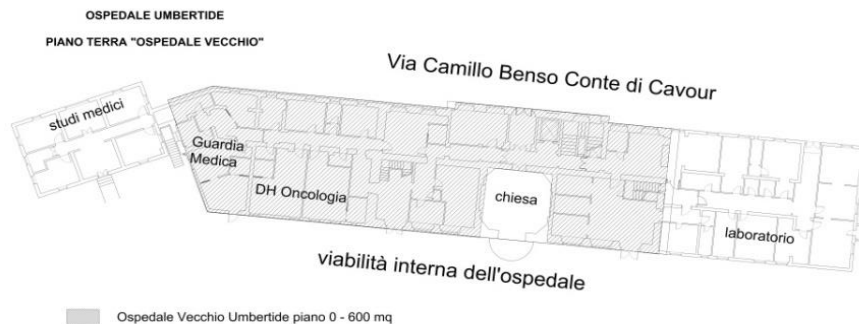 OSPEDALE UMBERTIDE
PIANO TERRA "OSPEDALE VECCHIO"
Via Camillo Benso Conte di Cavour
studi medici
Guardia
Medica
DH Oncologia
chiesa
laboratorio
viabilità interna dell'ospedale
Ospedale Vecchio Umbertide piano 0 - 600 mq